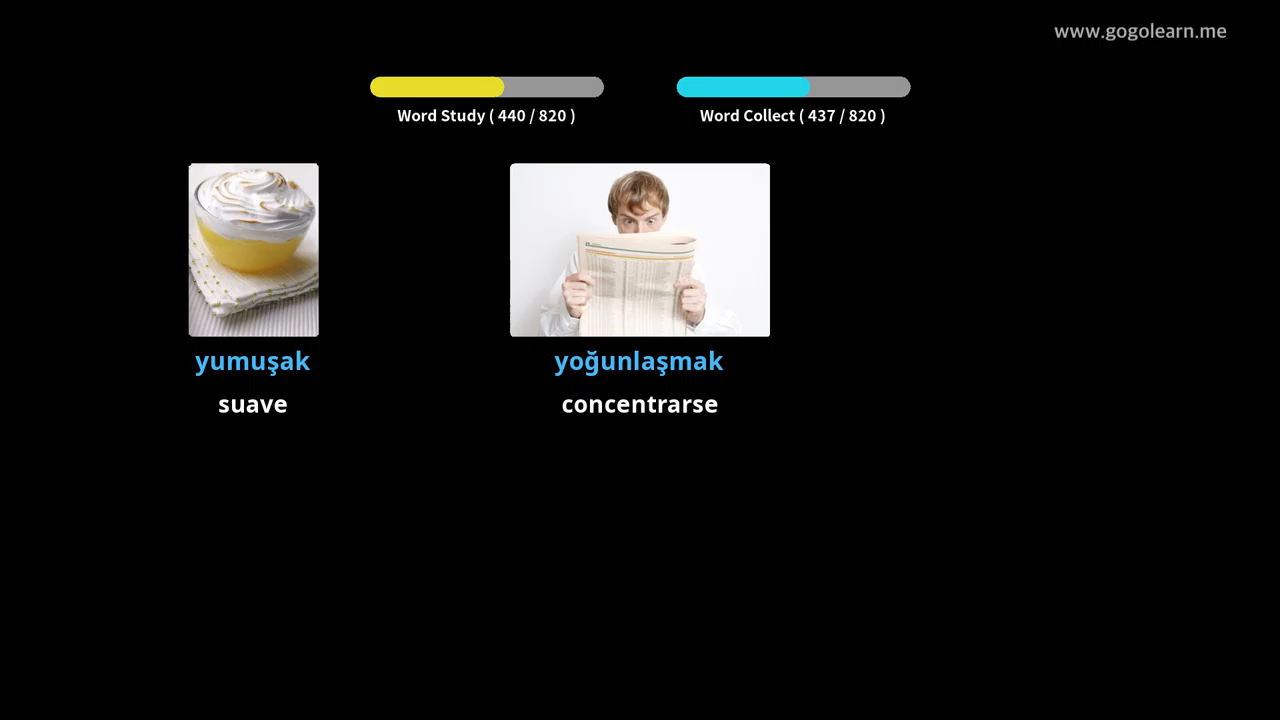 www.gogolearn.me
Word Study ( 440 / 820 )
Word Collect ( 437 / 820 )
yumuşak
suave
yoğunlaşmak
concentrarse